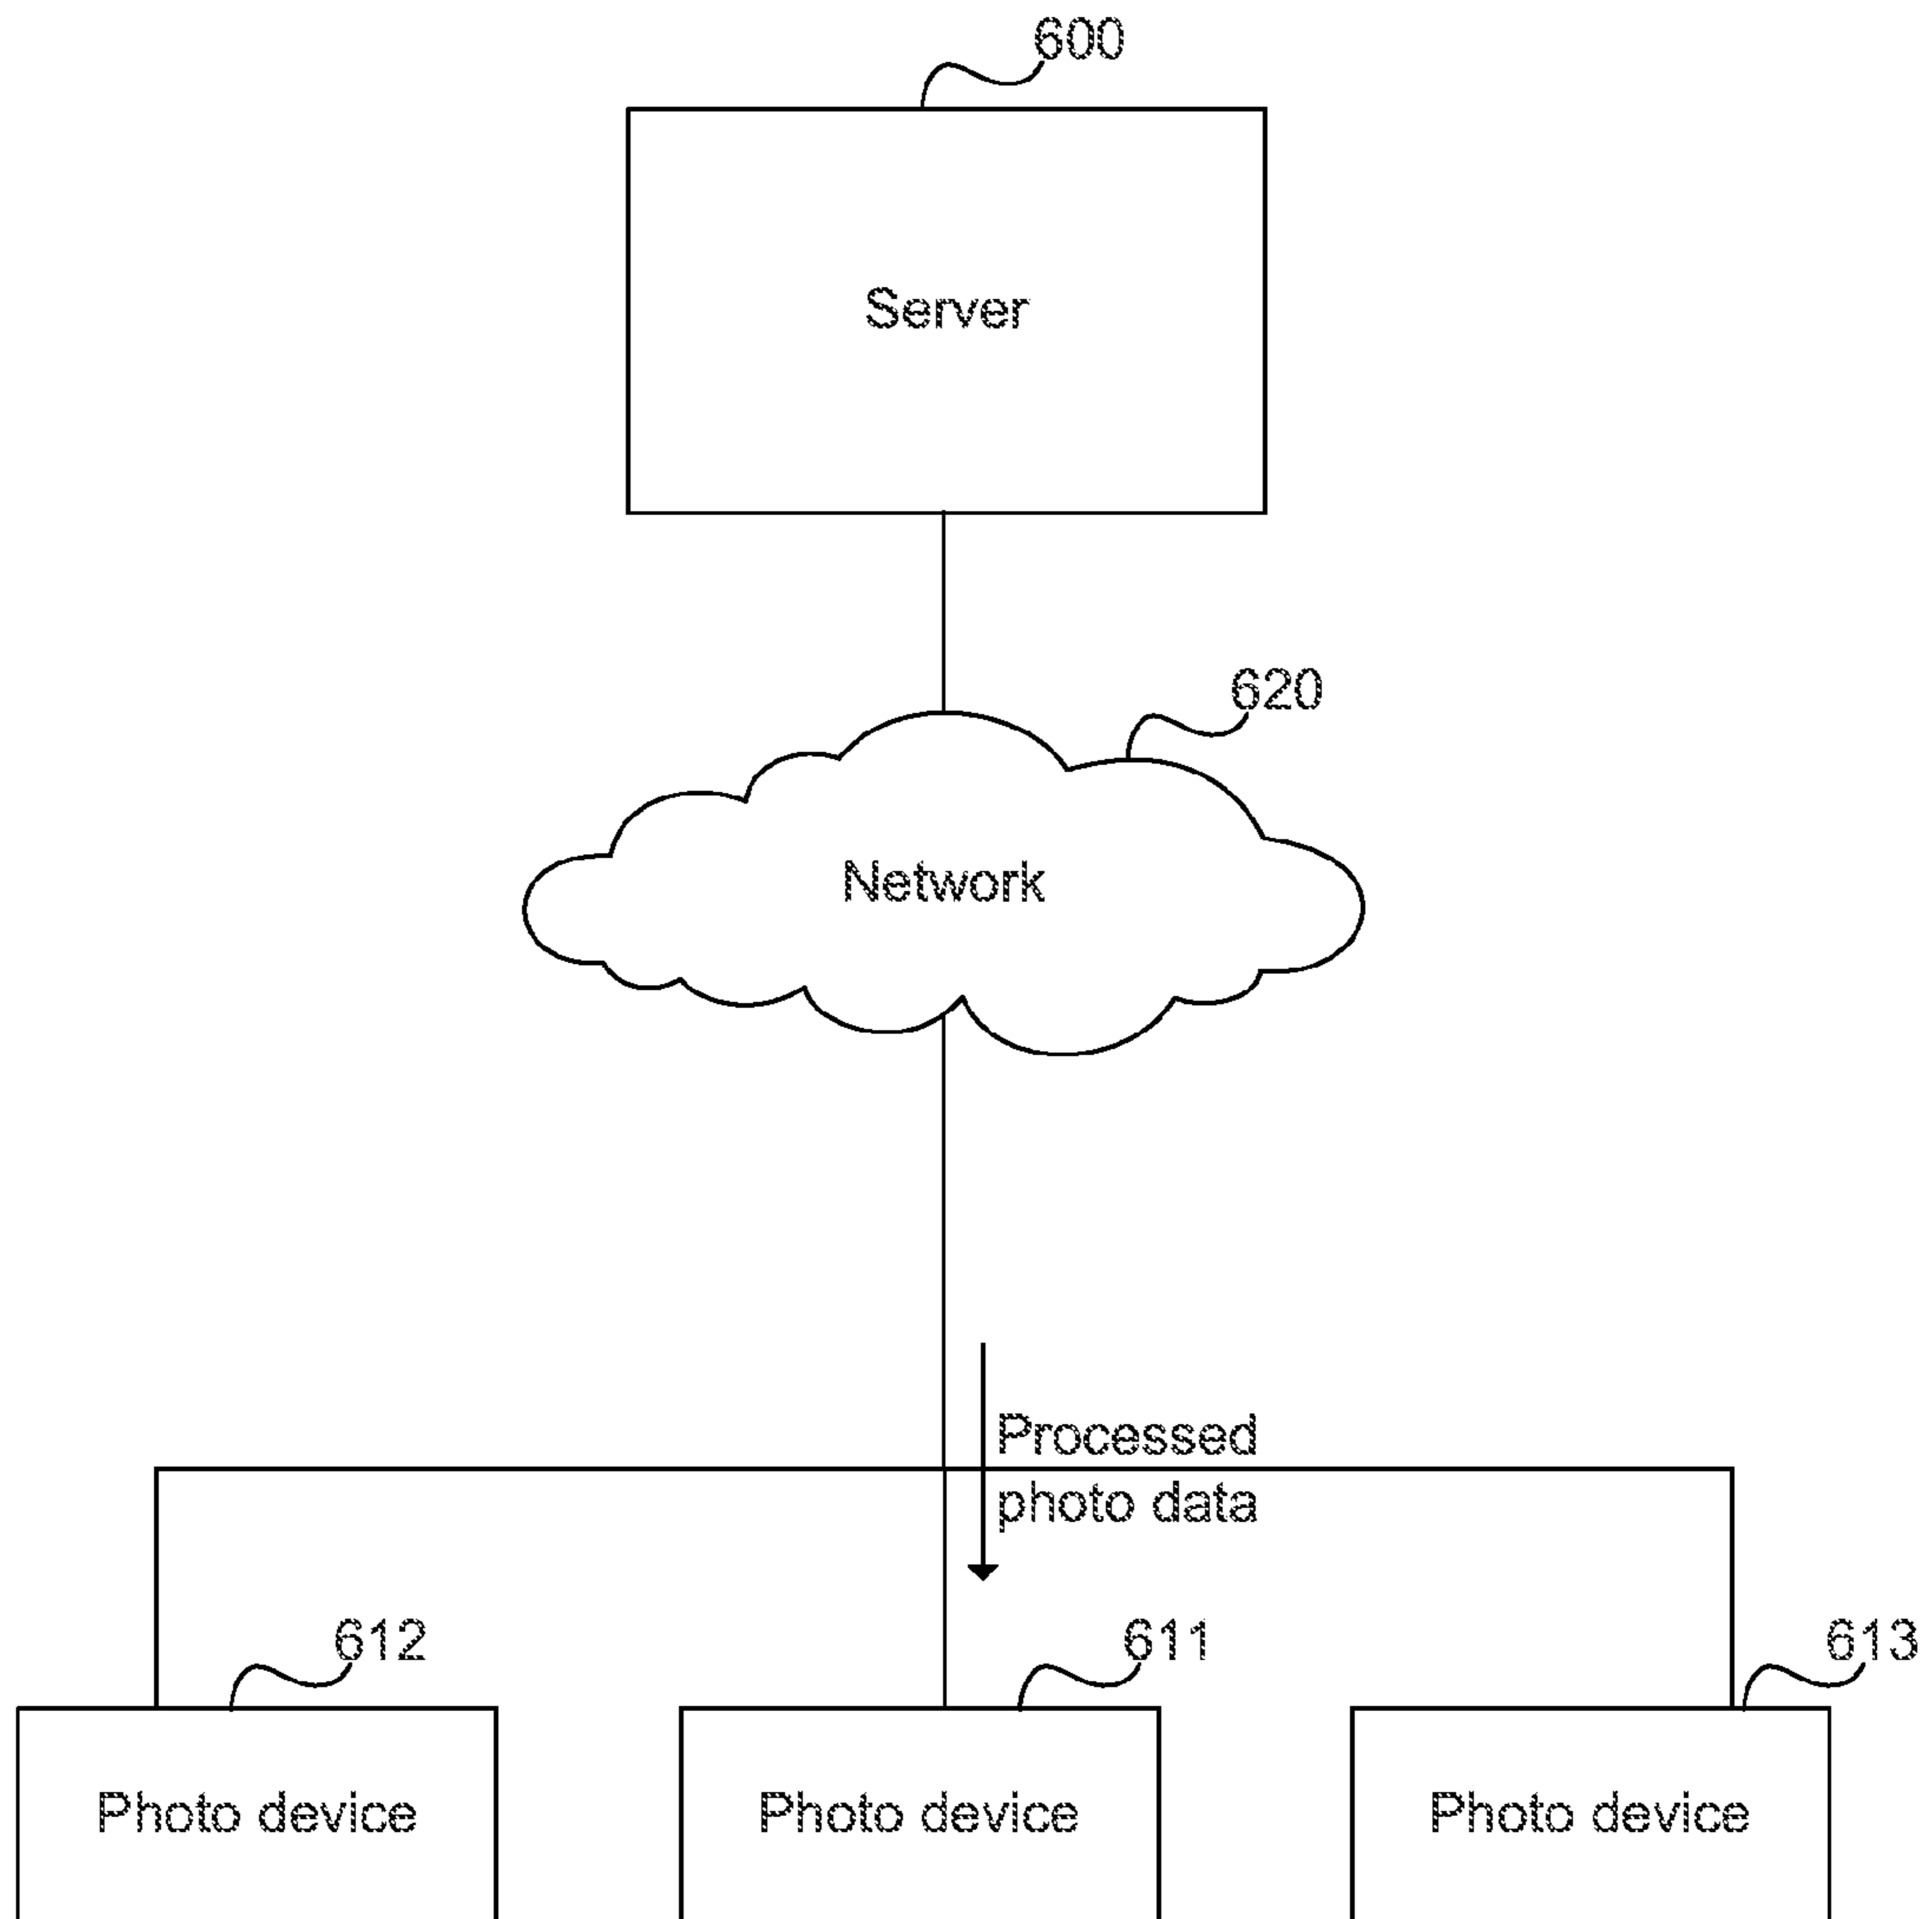 600
Server
620
Network
Processed
photo data
612
611
613
Photo device
Photo device
Photo device